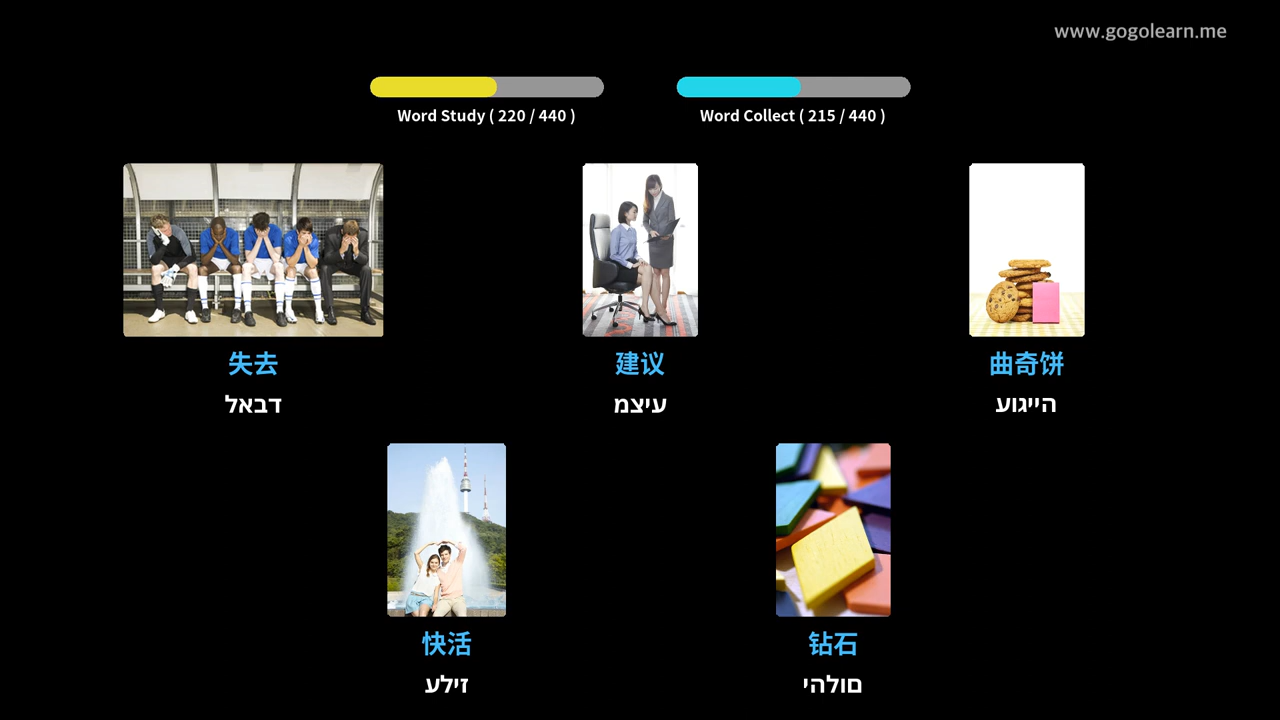 www.gogolearn.me
Word Study ( 220 / 440 )
Word Collect ( 215 / 440 )
失去
דבאל
建议
עיצמ
曲奇饼
הייגוע
快活
זילע
钻石
םולהי